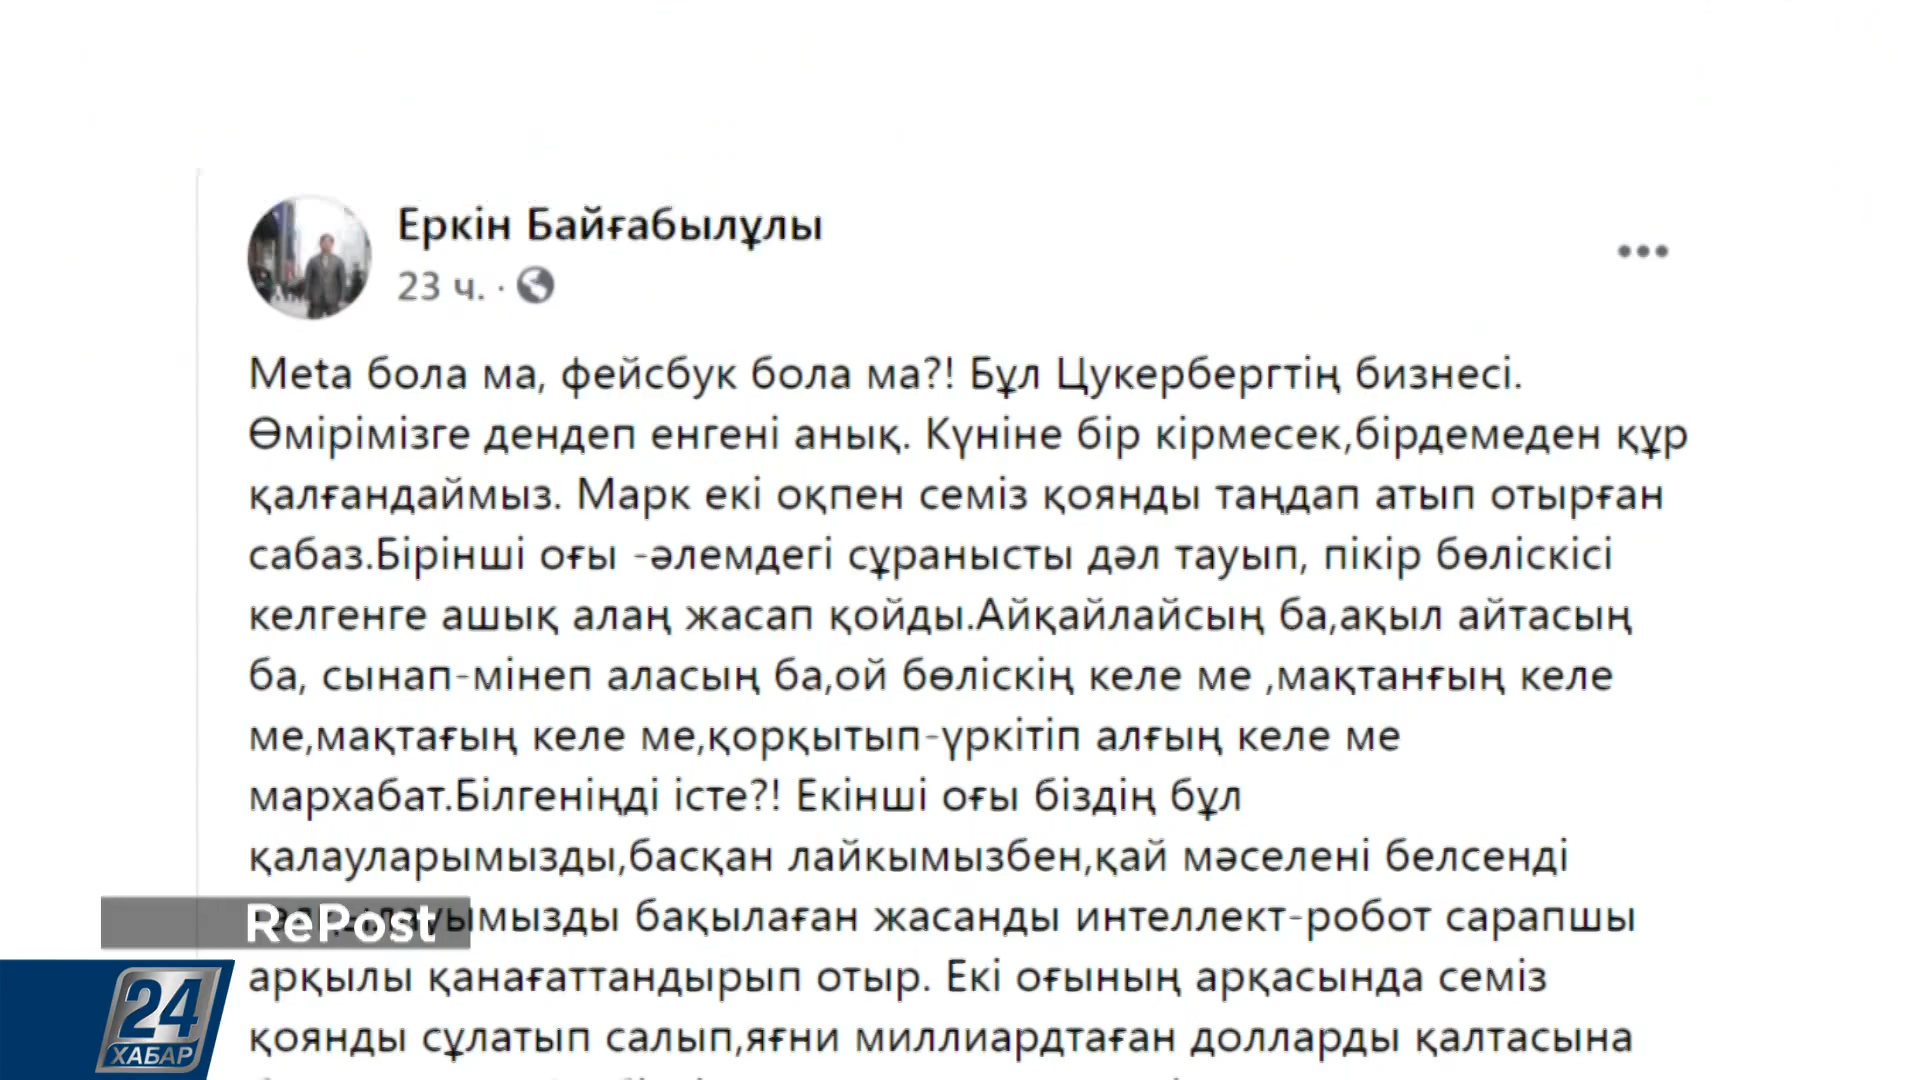 Еркін Байғабылұлы
23 ч. ·
Meta бола ма, фейсбук бола ма?! Бұл Цукербергтің бизнесі.
Өмірімізге дендеп енгені анық. Күніне бір кірмесек,бірдемеден құр
қалғандаймыз. Марк екі оқпен семіз қоянды таңдап атып отырған
сабаз.Бірінші оғы -әлемдегі сұранысты дәл тауып, пікір бөліскісі
келгенге ашық алаң жасап қойды.Айқайлайсың ба,ақыл айтасың
ба, сынап-мінеп аласың ба,ой бөліскің келе ме ,мақтанғың келе
ме,мақтағың келе ме,қорқытып-үркітіп алғың келе ме
мархабат.Білгеніңді істе?! Екінші оғы біздің бұл
қалауларымызды,басқан лайкымызбен,қай мәселені белсенді
бақылаған жасанды интеллект-робот сарапшы
RePost
арқылы қанағаттандырып отыр. Екі оғының арқасында семіз
қоянды сұлатып салып,яғни миллиардтаған долларды қалтасына
24
ХАБАР